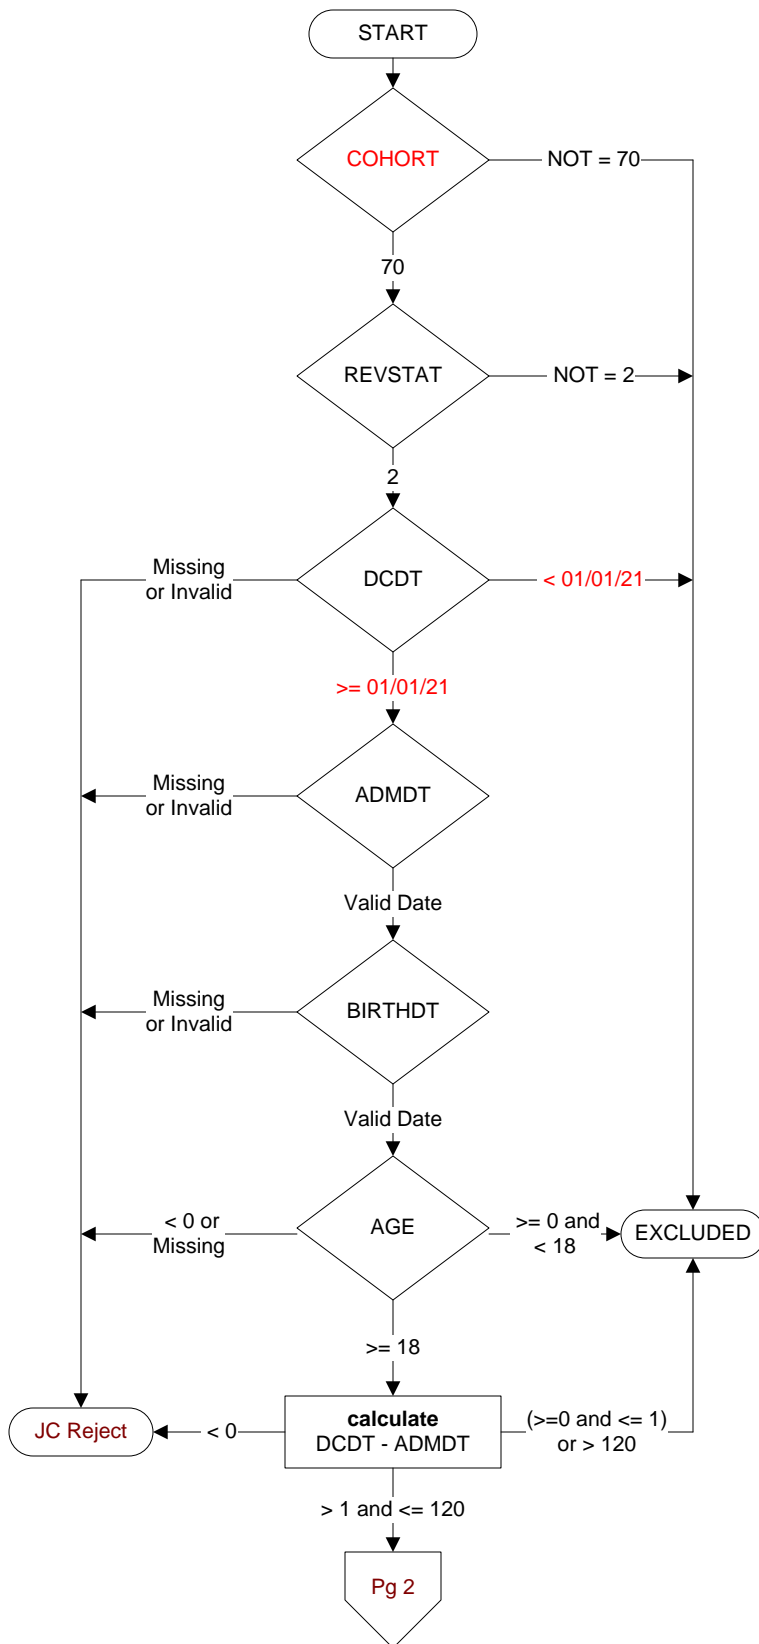 START
COHORT
NOT = 70
70
REVSTAT
NOT = 2
2
Missing
or Invalid
DCDT
< 01/01/21
>= 01/01/21
Missing
or Invalid
ADMDT
Valid Date
Missing
or Invalid
BIRTHDT
Valid Date
< 0 or
Missing
AGE
>= 0 and
< 18
EXCLUDED
>= 18
JC Reject
< 0
calculate
DCDT - ADMDT
(>=0 and <= 1)
or > 120
> 1 and <= 120
Pg 2